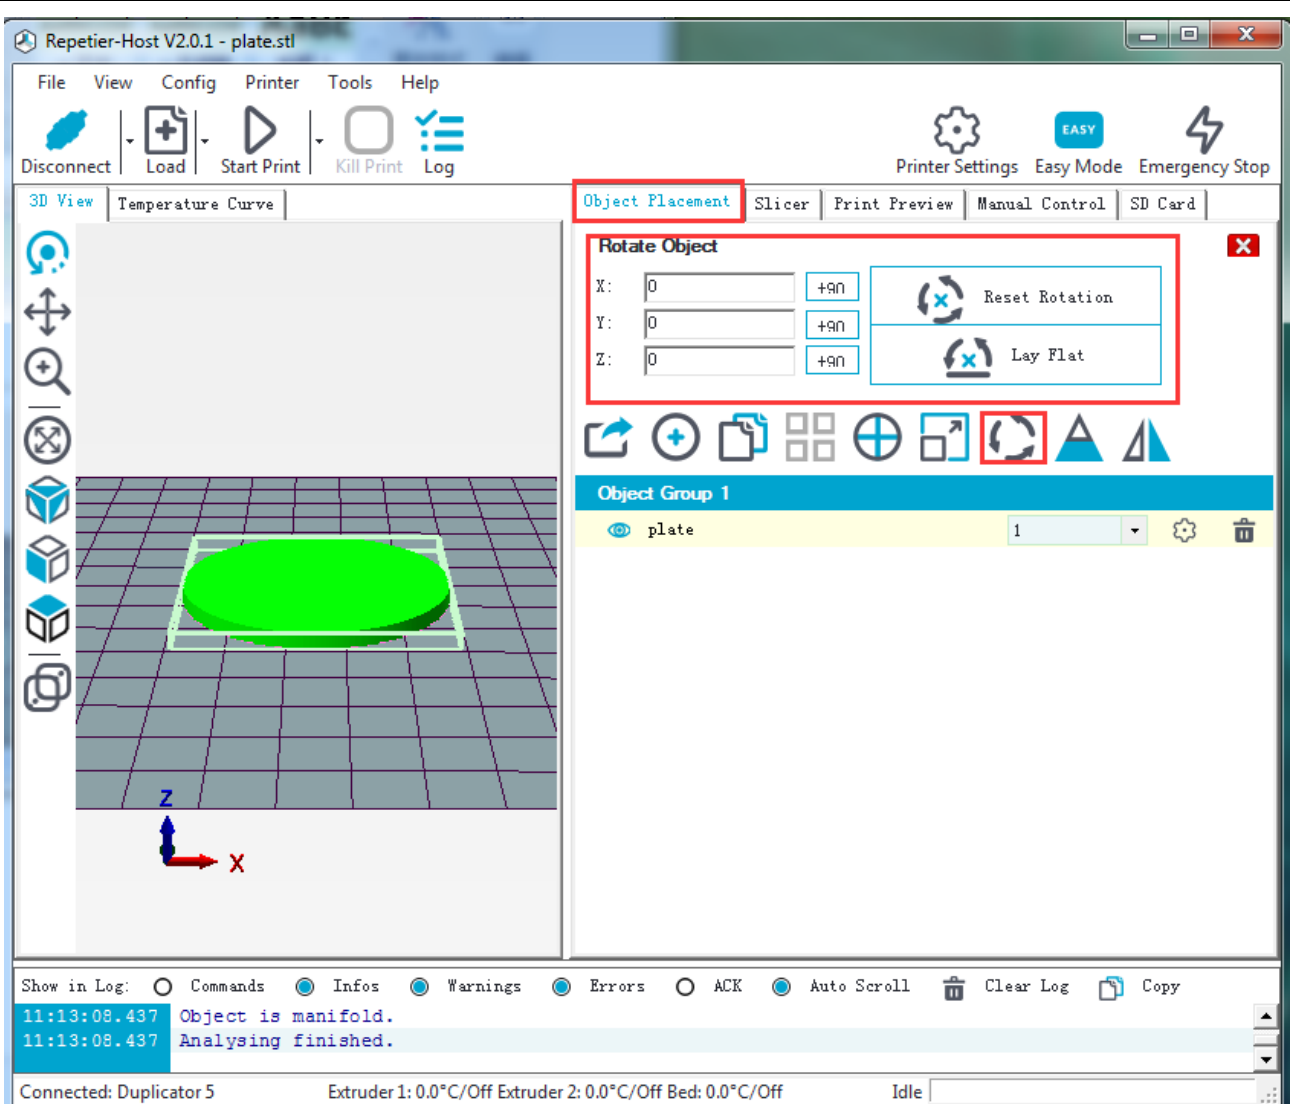 Repetier-Host V2.0.1 - plate.stl
File View Config Printer Tools Help
Disconnect Load Start Print Kill Print Log Printer Settings EASY Easy Mode Emergency Stop
3D View Temperature Curve Object Placement Slicer Print Preview Manual Control SD Card
Rotate Object
X: 0 +90 Reset Rotation
Y: 0 +90
Z: 0 +90 Lay Flat
Object Group 1
plate 1
Z
X
Show in Log: Commands Infos Warnings Errors ACK Auto Scroll Clear Log Copy
11:13:08.437 Object is manifold.
11:13:08.437 Analysing finished.
Connected: Duplicator 5 Extruder 1: 0.0°C/Off Extruder 2: 0.0°C/Off Bed: 0.0°C/Off Idle